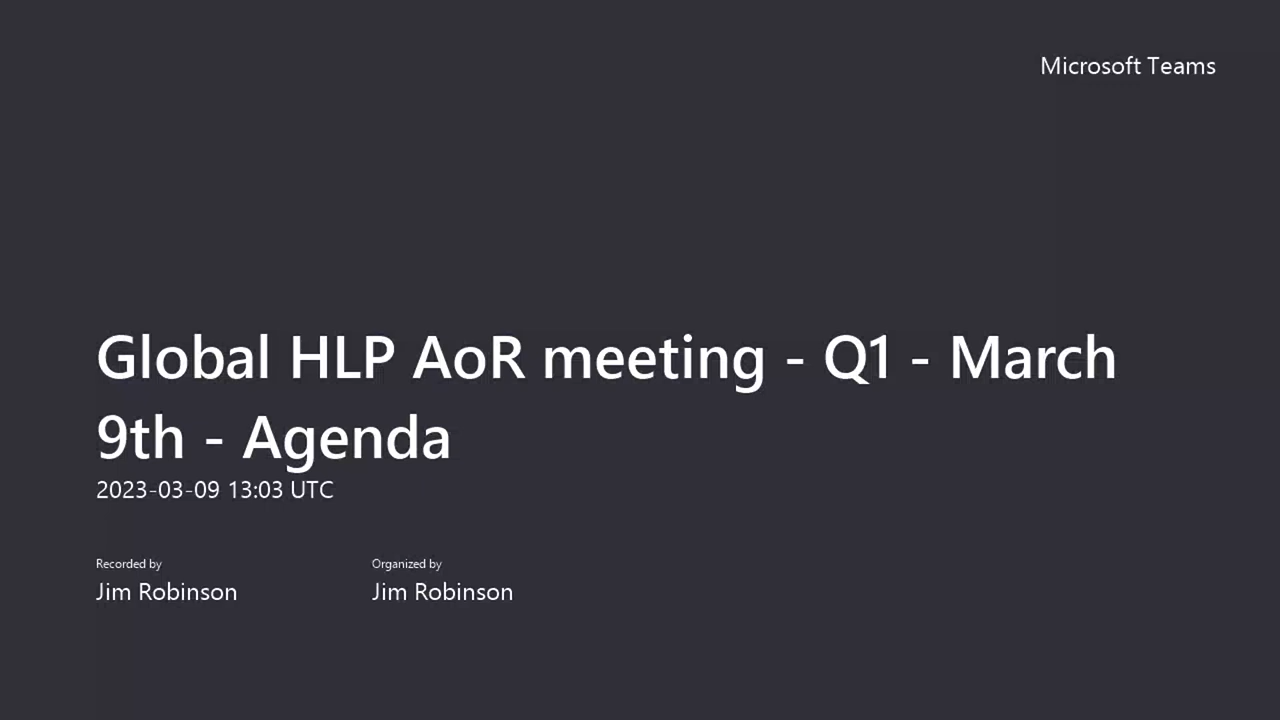 Microsoft Teams
Global HLP AoR meeting - Q1 - March
9th - Agenda
2023-03-09 13:03 UTC
Recorded by
Jim Robinson
Organized by
Jim Robinson